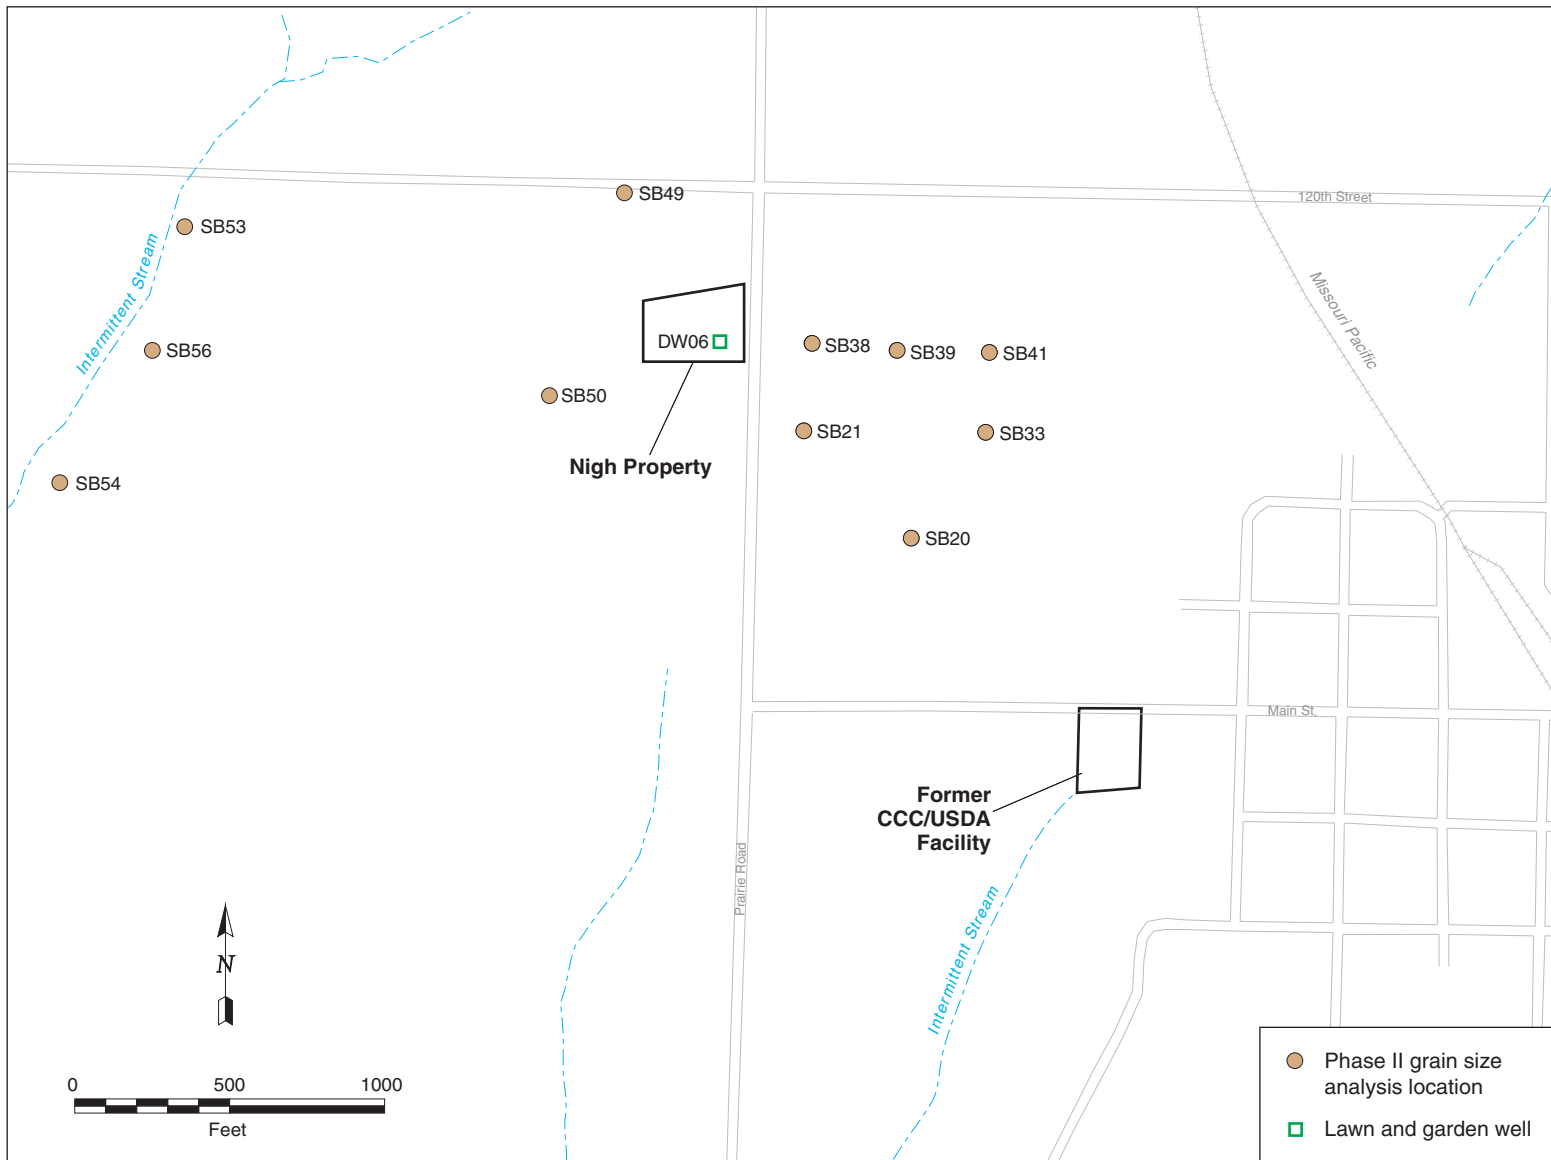 120th Street
SB49
SB53
Intermittent Stream
Missouri Pacific
DW06
SB38
SB39
SB41
SB56
SB50
SB21
SB33
Nigh Property
SB54
SB20
Main St.
Former
CCC/USDA
Facility
Prairie Road
Intermittent Stream
N
0 500 1000
Feet
Phase II grain size
analysis location
Lawn and garden well